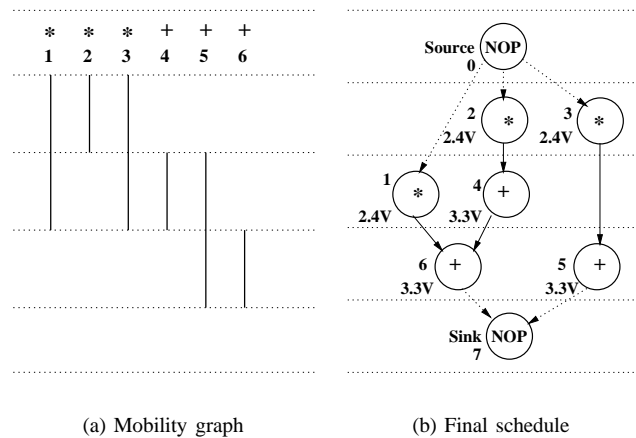 * * * + + +
1 2 3 4 5 6
(a) Mobility graph
Source NOP
0
2 * 3 *
2.4V 2.4V
1 * 4 +
2.4V 3.3V
6 + 5 +
3.3V 3.3V
Sink NOP
7
(b) Final schedule